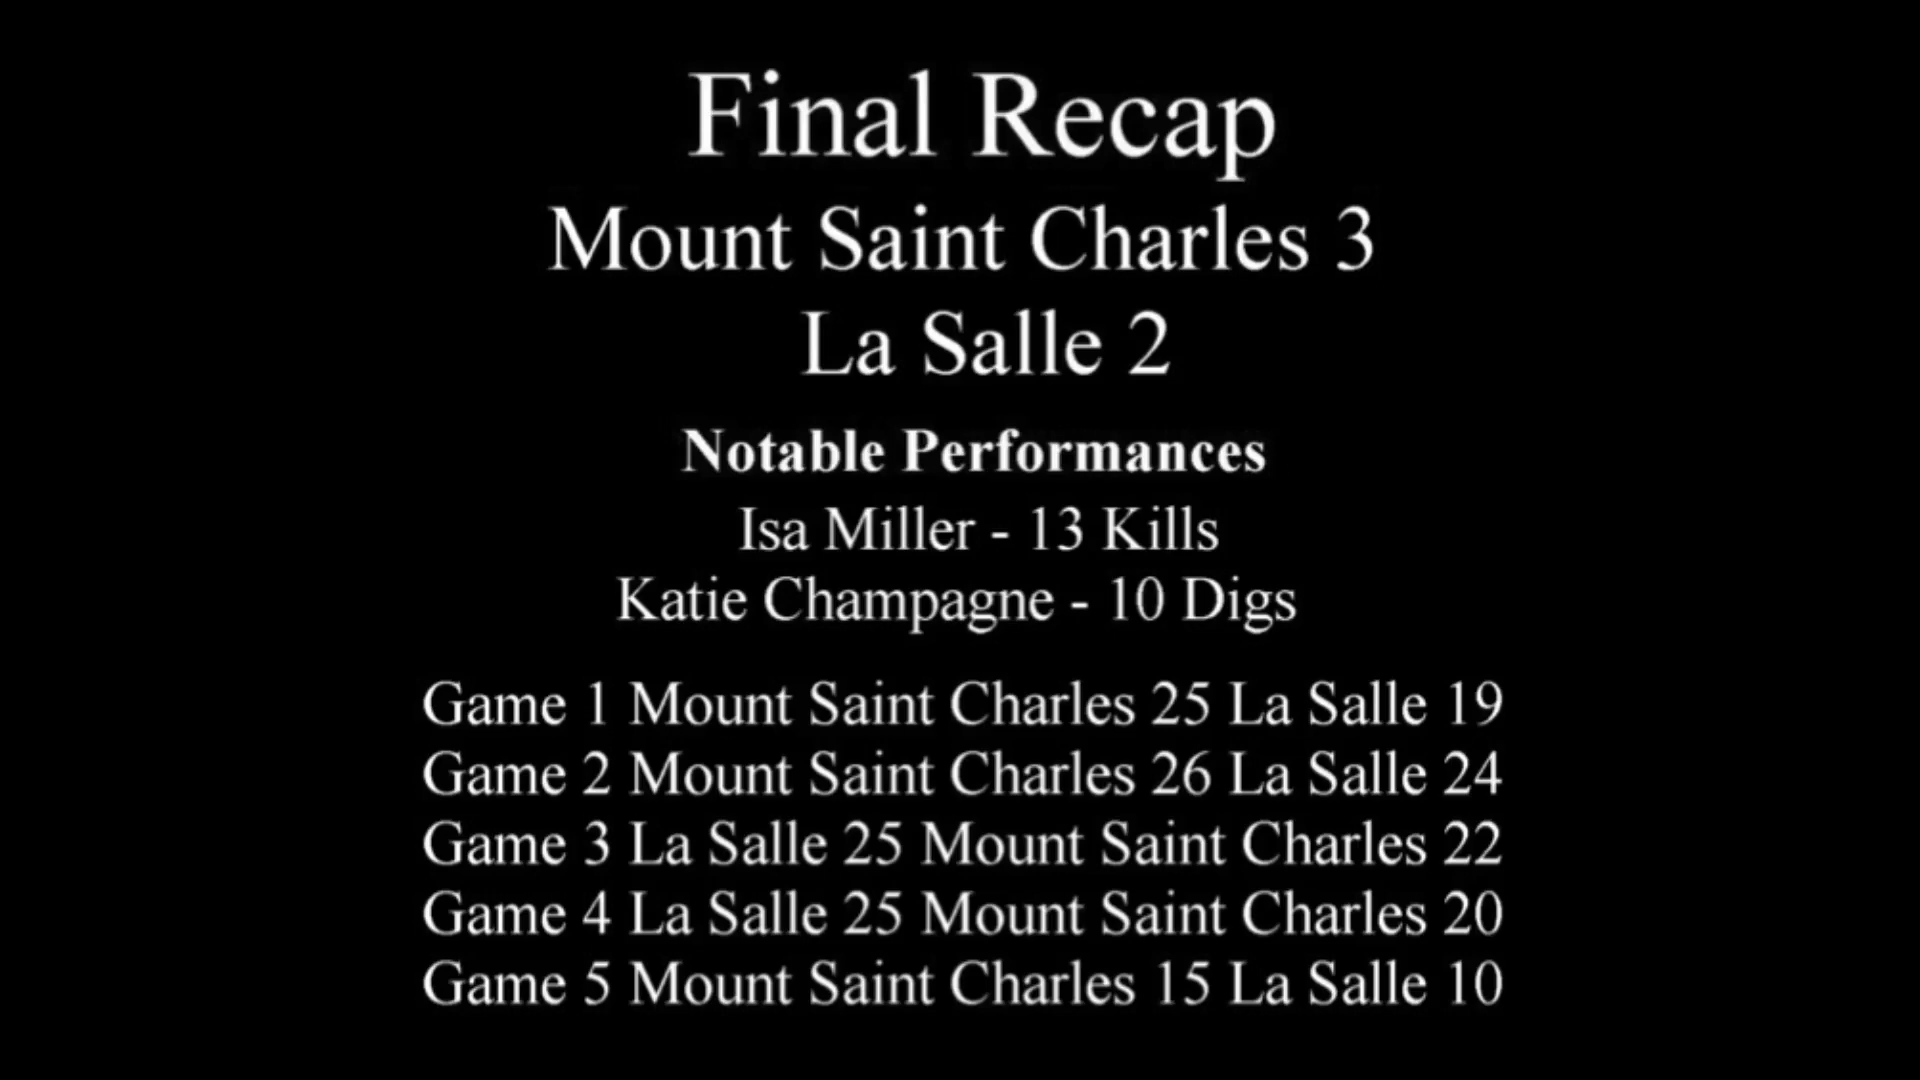 Final Recap
Mount Saint Charles 3
La Salle 2
Notable Performances
Isa Miller - 13 Kills
Katie Champagne - 10 Digs
Game 1 Mount Saint Charles 25 La Salle 19
Game 2 Mount Saint Charles 26 La Salle 24
Game 3 La Salle 25 Mount Saint Charles 22
Game 4 La Salle 25 Mount Saint Charles 20
Game 5 Mount Saint Charles 15 La Salle 10